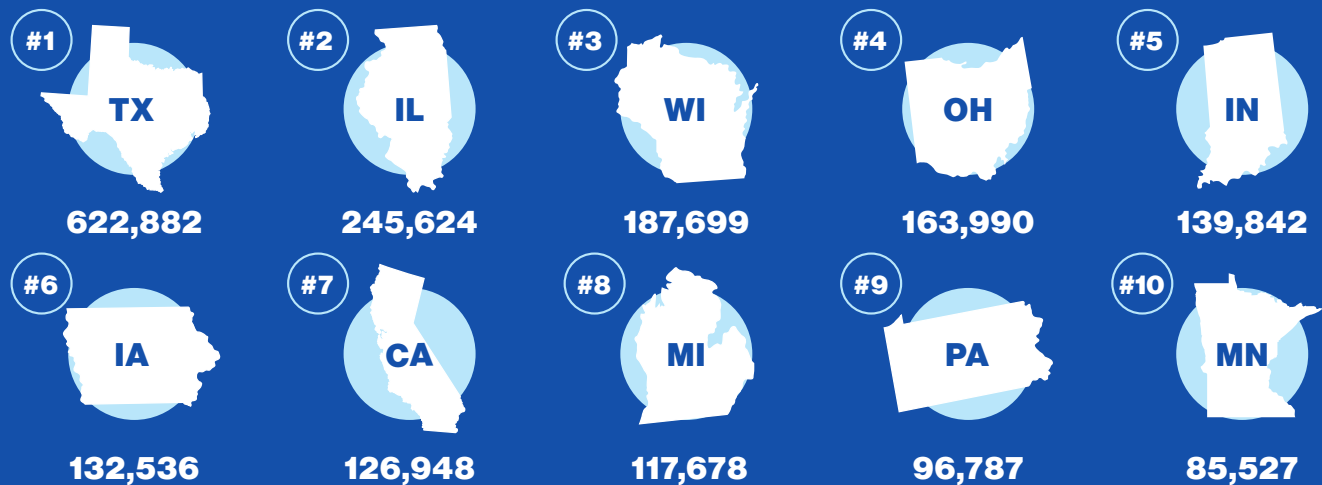 #1 #2 #3 #4 #5
TX IL WI OH IN
622,882 245,624 187,699 163,990 139,842
#6 #7 #8 #9 #10
IA CA MI PA MN
132,536 126,948 117,678 96,787 85,527